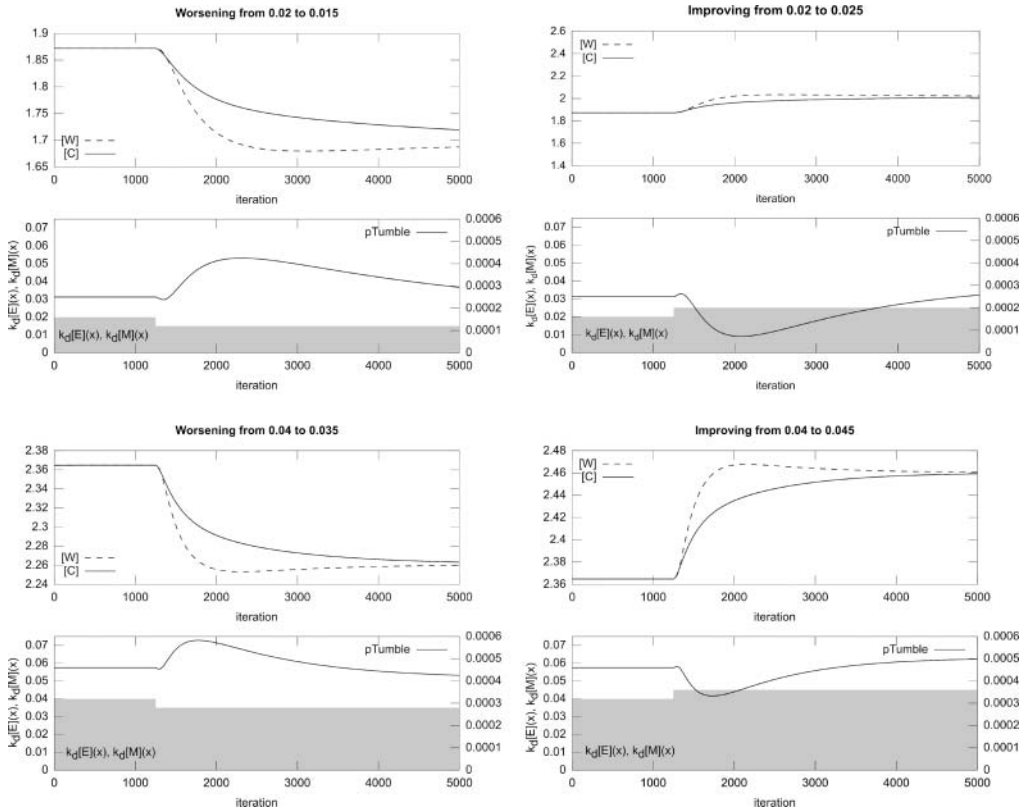 Worsening from 0.02 to 0.015
1.9
1.85
1.8
1.75
1.7
1.65
[W]
[C]
0 1000 2000 3000 4000 5000
iteration
0.07
0.06
0.05
0.04
0.03
0.02
0.01
0
kd[E](x), kd[M](x)
pTumble
kd[E](x), kd[M](x)
0.0006
0.0005
0.0004
0.0003
0.0002
0.0001
0
0 1000 2000 3000 4000 5000
iteration
Improving from 0.02 to 0.025
2.6
2.4
2.2
2
1.8
1.6
1.4
[W]
[C]
0 1000 2000 3000 4000 5000
iteration
0.07
0.06
0.05
0.04
0.03
0.02
0.01
0
kd[E](x), kd[M](x)
pTumble
kd[E](x), kd[M](x)
0.0006
0.0005
0.0004
0.0003
0.0002
0.0001
0
0 1000 2000 3000 4000 5000
iteration
Worsening from 0.04 to 0.035
2.38
2.36
2.34
2.32
2.3
2.28
2.26
2.24
[W]
[C]
0 1000 2000 3000 4000 5000
iteration
0.07
0.06
0.05
0.04
0.03
0.02
0.01
0
kd[E](x), kd[M](x)
pTumble
kd[E](x), kd[M](x)
0.0006
0.0005
0.0004
0.0003
0.0002
0.0001
0
0 1000 2000 3000 4000 5000
iteration
Improving from 0.04 to 0.045
2.48
2.46
2.44
2.42
2.4
2.38
2.36
[W]
[C]
0 1000 2000 3000 4000 5000
iteration
0.07
0.06
0.05
0.04
0.03
0.02
0.01
0
kd[E](x), kd[M](x)
pTumble
kd[E](x), kd[M](x)
0.0006
0.0005
0.0004
0.0003
0.0002
0.0001
0
0 1000 2000 3000 4000 5000
iteration